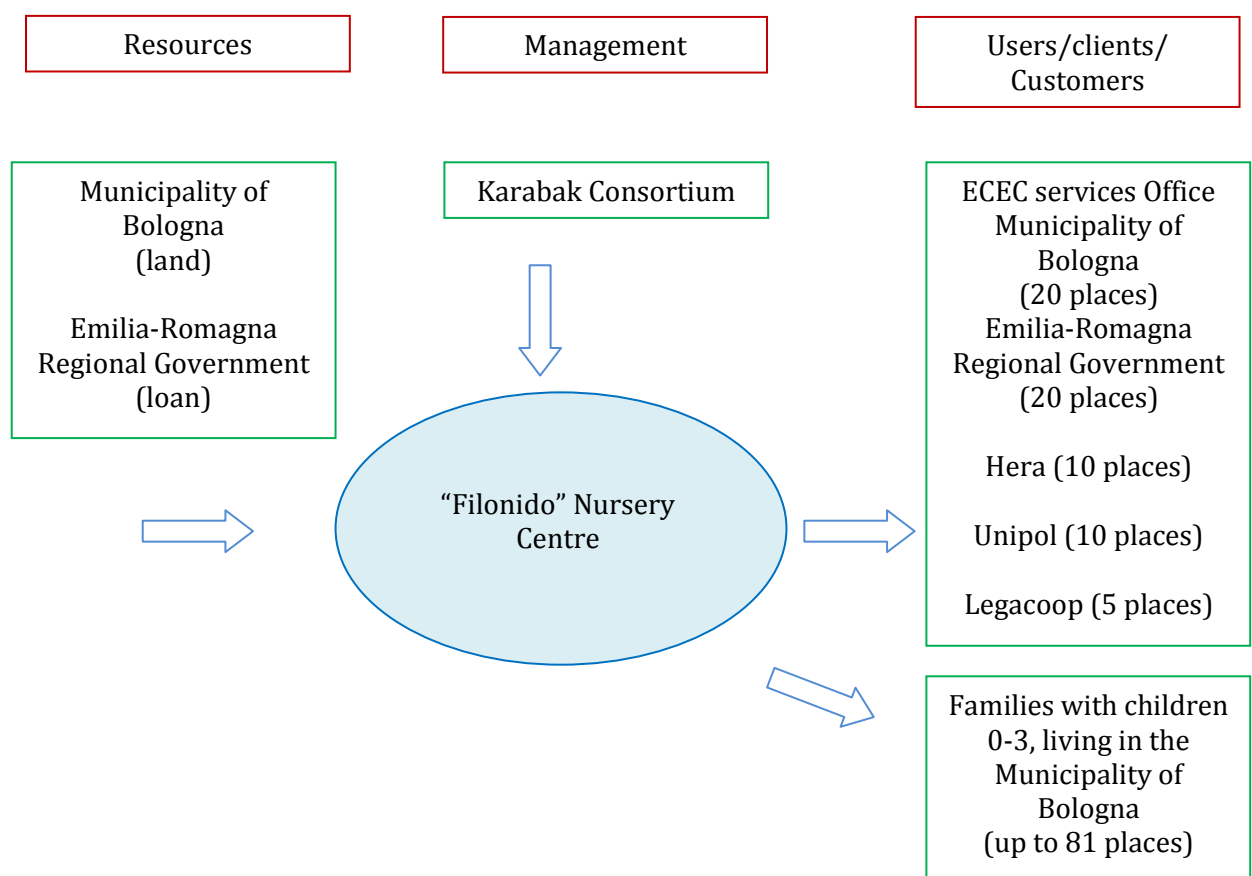 Resources
Management
Users/clients/
Customers
Municipality of
Bologna
(land)
Emilia-Romagna
Regional Government
(loan)
Karabak Consortium
“Filonido” Nursery
Centre
ECEC services Office
Municipality of
Bologna
(20 places)
Emilia-Romagna
Regional Government
(20 places)
Hera (10 places)
Unipol (10 places)
Legacoop (5 places)
Families with children
0-3, living in the
Municipality of
Bologna
(up to 81 places)